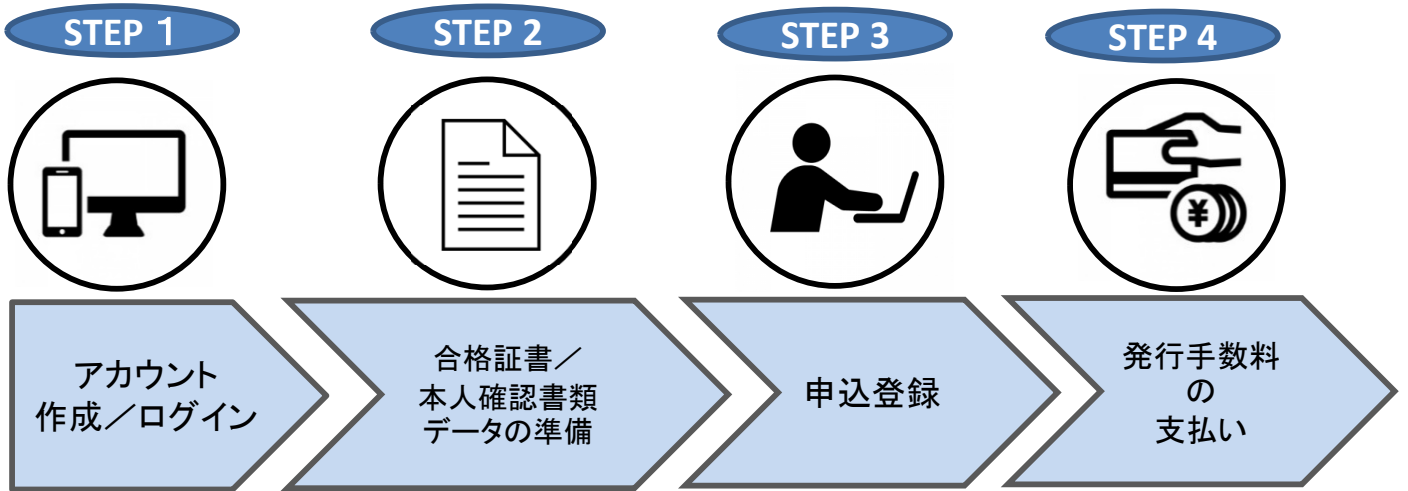 STEP １
STEP 2
STEP 3
STEP 4
¥
アカウント
作成／ログイン
合格証書／
本人確認書類
データの準備
申込登録
発行手数料
の
支払い